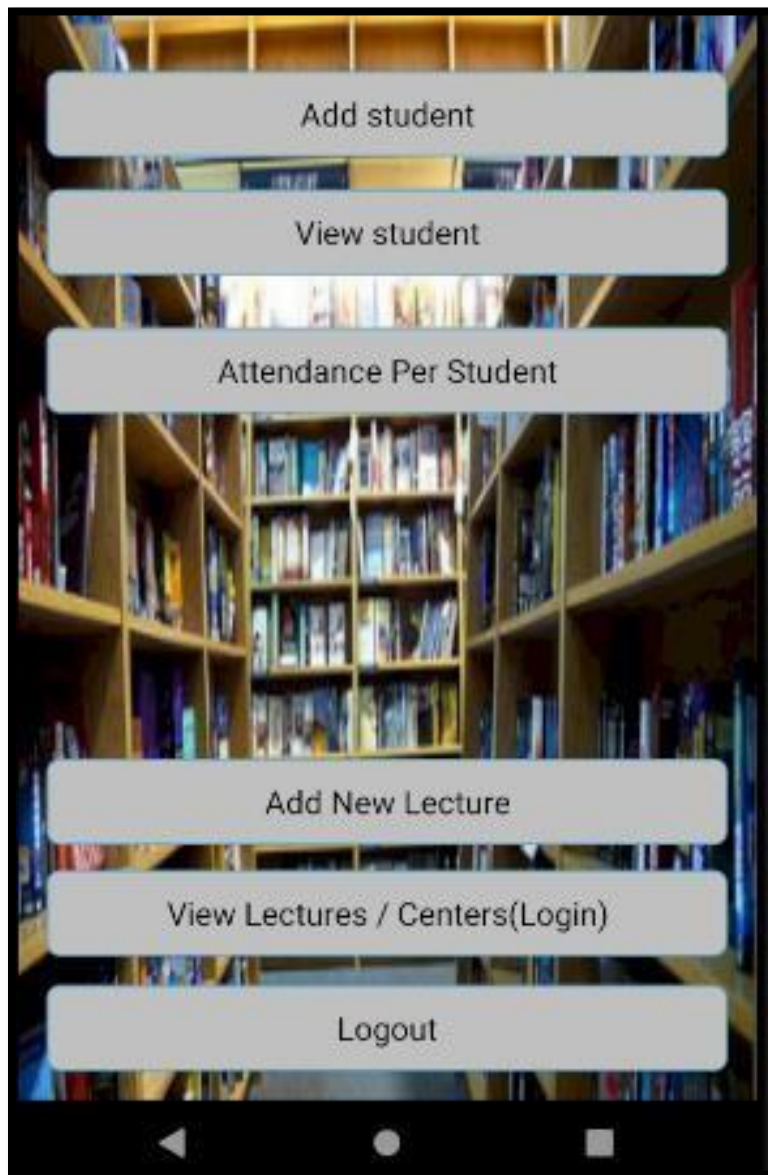 Add student
View student
Attendance Per Student
Add New Lecture
View Lectures / Centers(Login)
Logout